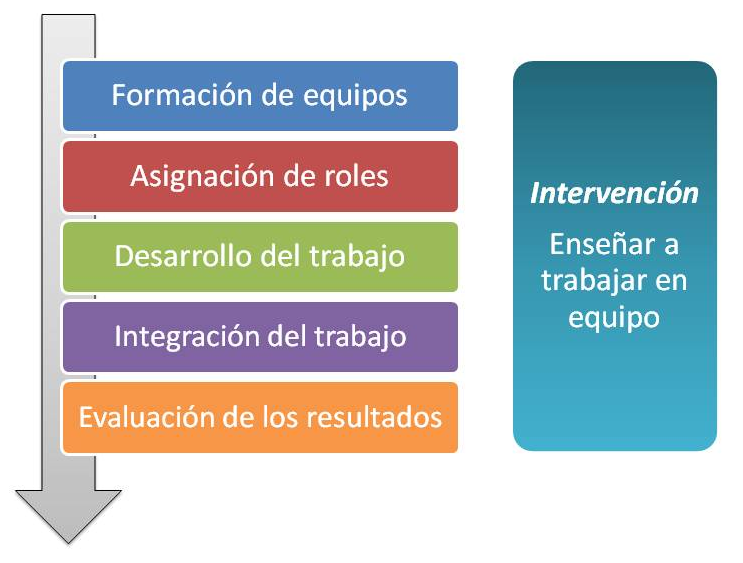 Formación de equipos
Asignación de roles
Desarrollo del trabajo
Integración del trabajo
Evaluación de los resultados
Intervención
Enseñar a
trabajar en
equipo